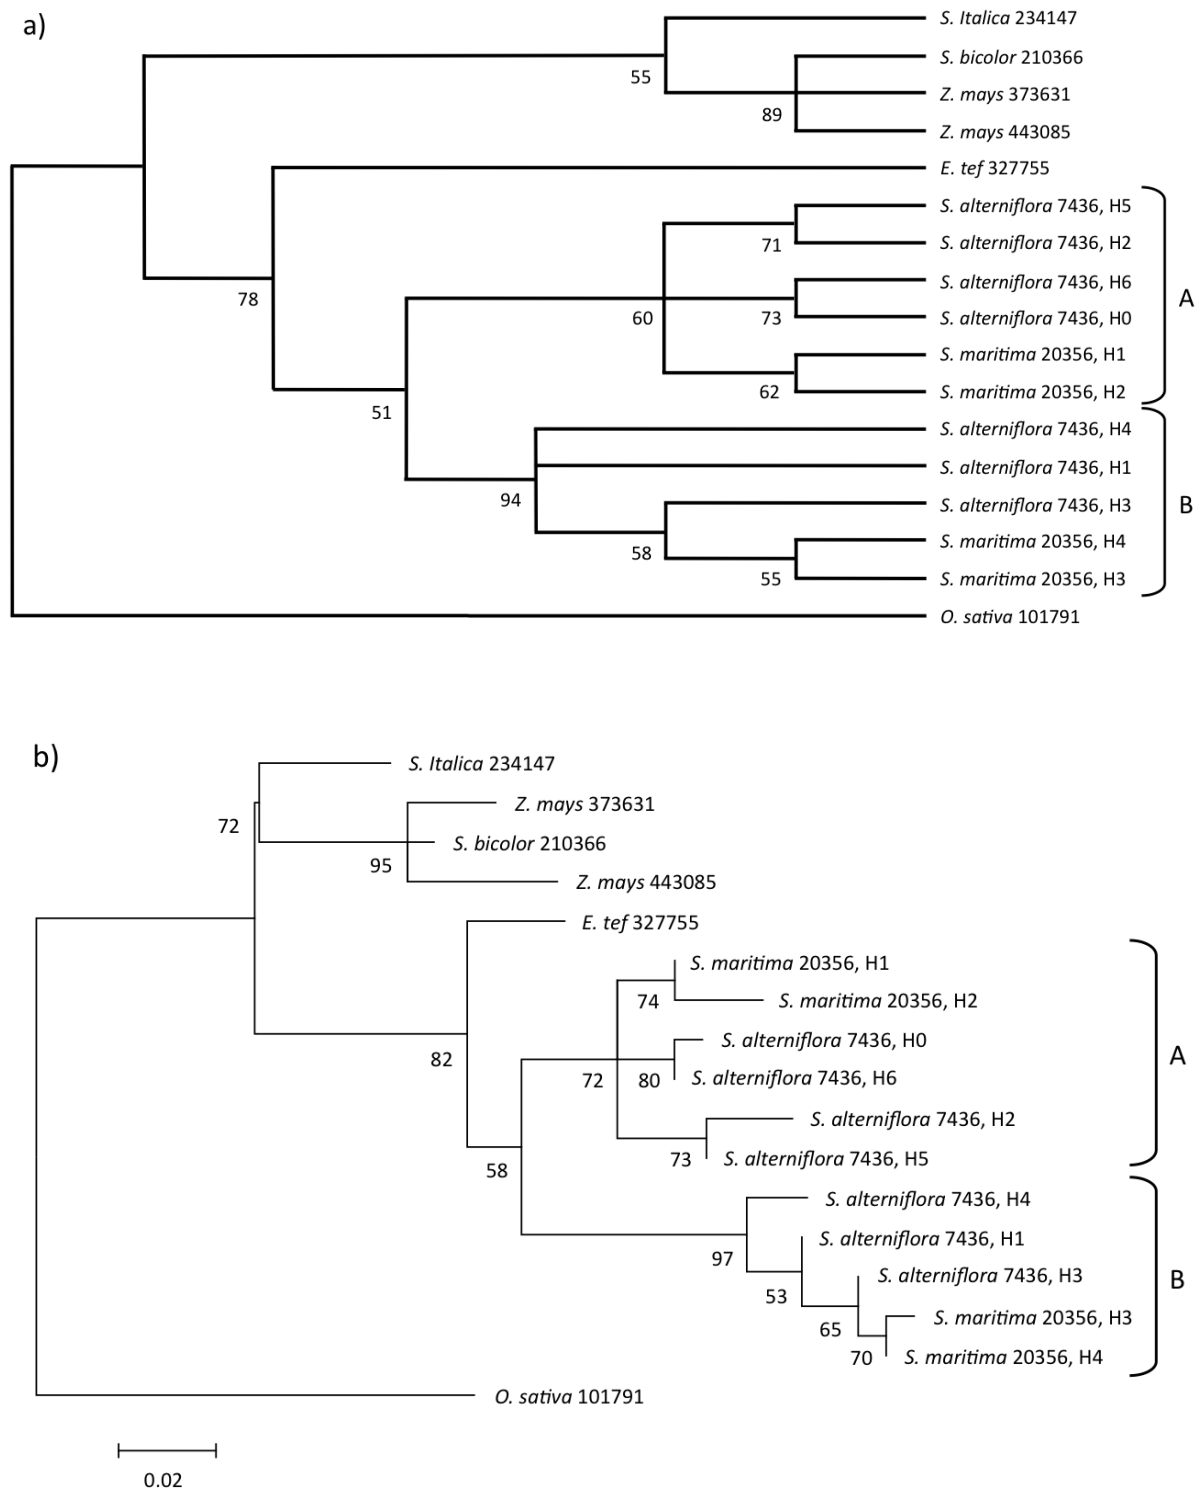 a)
S. Italica 234147
55
S. bicolor 210366
Z. mays 373631
89
Z. mays 443085
E. tef 327755
78
S. alterniflora 7436, H5
71
S. alterniflora 7436, H2
S. alterniflora 7436, H6
60
73
S. alterniflora 7436, H0
A
S. maritima 20356, H1
62
S. maritima 20356, H2
51
S. alterniflora 7436, H4
S. alterniflora 7436, H1
94
S. alterniflora 7436, H3
B
58
S. maritima 20356, H4
55
S. maritima 20356, H3
O. sativa 101791
b)
S. Italica 234147
72
Z. mays 373631
S. bicolor 210366
95
Z. mays 443085
E. tef 327755
82
S. maritima 20356, H1
74
S. maritima 20356, H2
S. alterniflora 7436, H0
A
72
80
S. alterniflora 7436, H6
S. alterniflora 7436, H2
73
S. alterniflora 7436, H5
58
S. alterniflora 7436, H4
97
S. alterniflora 7436, H1
53
S. alterniflora 7436, H3
B
65
S. maritima 20356, H3
70
S. maritima 20356, H4
O. sativa 101791
0.02